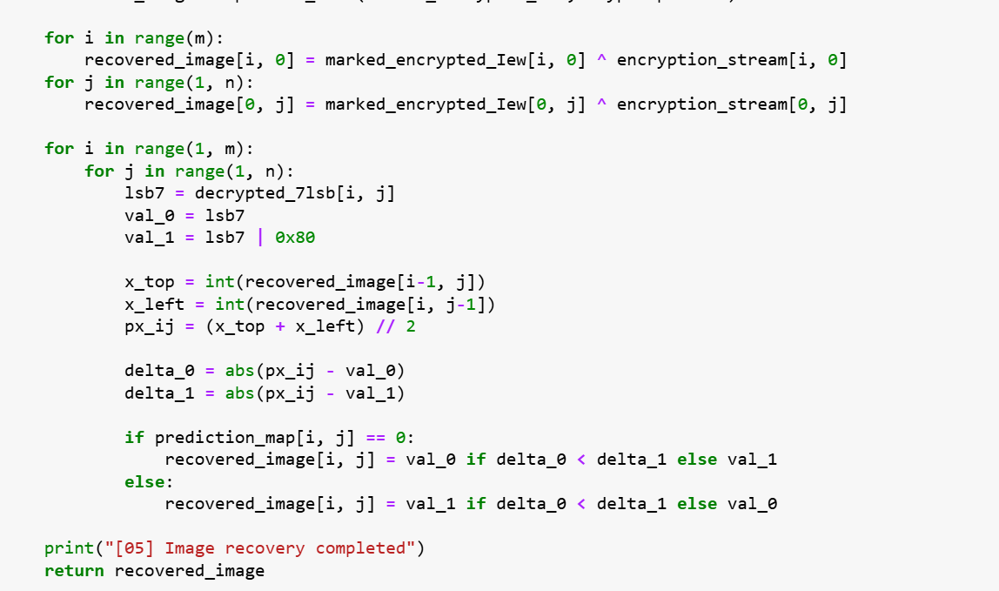 for i in range(m):
    recovered_image[i, 0] = marked_encrypted_Iew[i, 0] ^ encryption_stream[i, 0]
for j in range(1, n):
    recovered_image[0, j] = marked_encrypted_Iew[0, j] ^ encryption_stream[0, j]

for i in range(1, m):
    for j in range(1, n):
        lsb7 = decrypted_7lsb[i, j]
        val_0 = lsb7
        val_1 = lsb7 | 0x80

        x_top = int(recovered_image[i-1, j])
        x_left = int(recovered_image[i, j-1])
        px_ij = (x_top + x_left) // 2

        delta_0 = abs(px_ij - val_0)
        delta_1 = abs(px_ij - val_1)

        if prediction_map[i, j] == 0:
            recovered_image[i, j] = val_0 if delta_0 < delta_1 else val_1
        else:
            recovered_image[i, j] = val_1 if delta_0 < delta_1 else val_0

print("[05] Image recovery completed")
return recovered_image